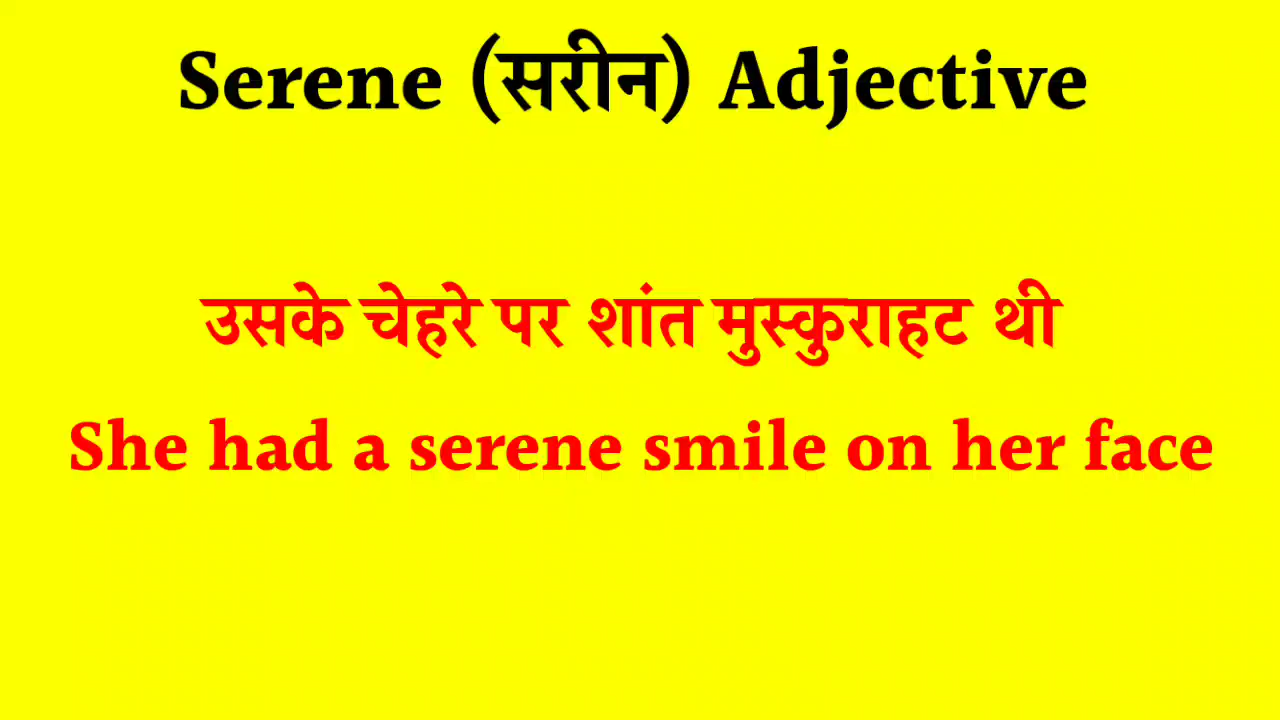 Serene (सरीन) Adjective
उसके चेहरे पर शांत मुस्कुराहट थी
She had a serene smile on her face